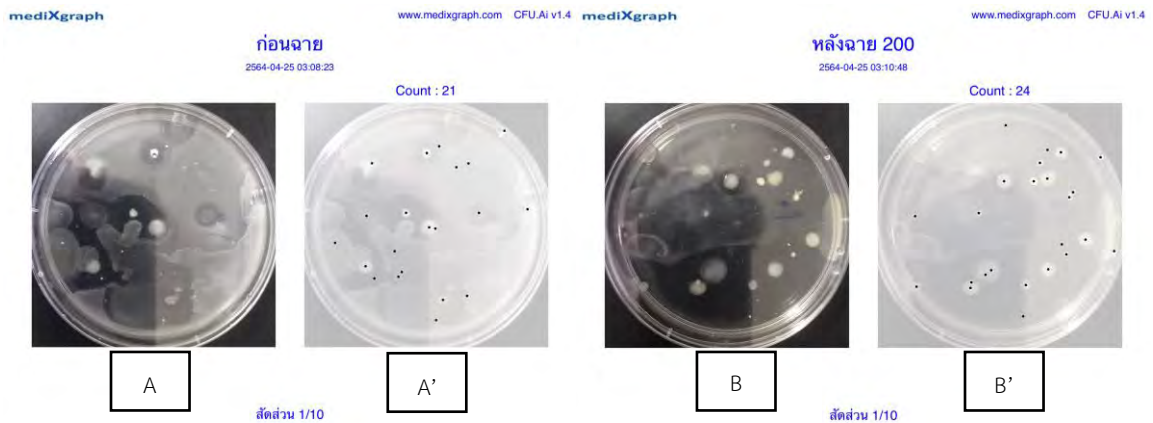 mediXgraph
www.medixgraph.com CFU.Ai v1.4
ก่อนฉาย
2564-04-25 03:08:23
Count : 21
A
A’
สัดส่วน 1/10
mediXgraph
www.medixgraph.com CFU.Ai v1.4
หลังฉาย 200
2564-04-25 03:10:48
Count : 24
B
B’
สัดส่วน 1/10